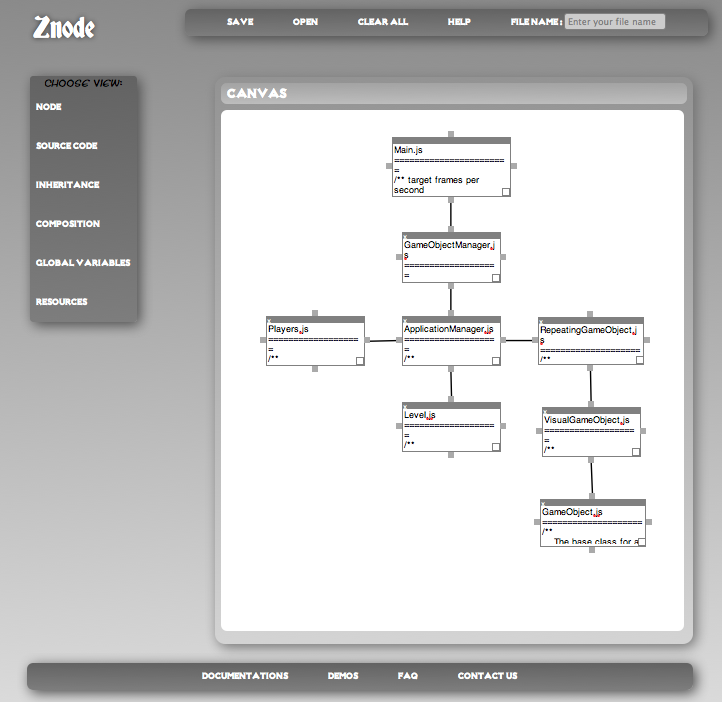 Znode
SAVE OPEN CLEAR ALL HELP FILE NAME : Enter your file name
CHOOSE VIEW:
NODE
SOURCE CODE
INHERITANCE
COMPOSITION
GLOBAL VARIABLES
RESOURCES
CANVAS
Main.js
======================
=
/** target frames per
second
GameObjectManager.j
s
==================
=
Players.js
==================
=
/**
ApplicationManager.js
==================
=
/**
RepeatingGameObject.j
s
====================
/**
Level.js
==================
=
/**
VisualGameObject.js
==================
=
/**
GameObject.js
====================
/**
The base class for a
DOCUMENTATIONS DEMOS FAQ CONTACT US